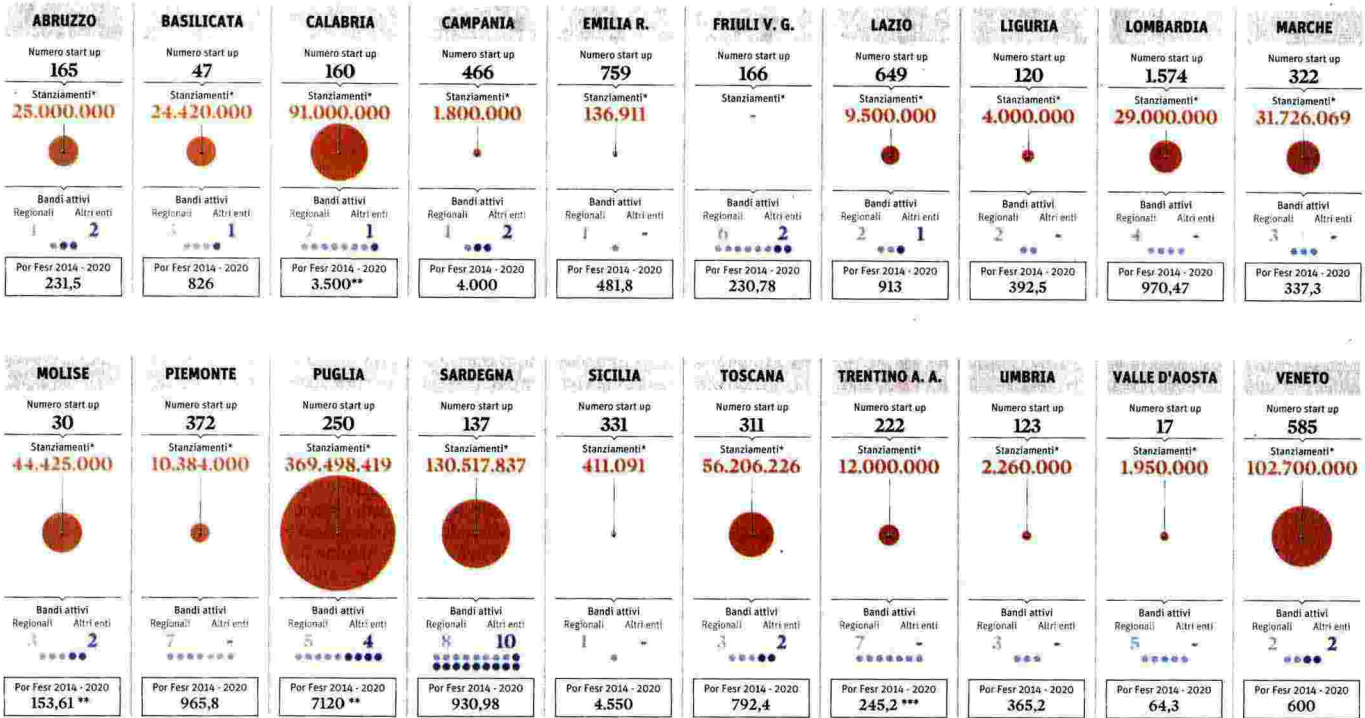 ABRUZZO
Numero start up
165
Stanziamenti*
25.000.000
Bandi attivi
Regionali Altri enti
1 2
Por Fesr 2014 - 2020
231,5
BASILICATA
Numero start up
47
Stanziamenti*
24.420.000
Bandi attivi
Regionali Altri enti
3 1
Por Fesr 2014 - 2020
826
CALABRIA
Numero start up
160
Stanziamenti*
91.000.000
Bandi attivi
Regionali Altri enti
7 1
Por Fesr 2014 - 2020
3.500**
CAMPANIA
Numero start up
466
Stanziamenti*
1.800.000
Bandi attivi
Regionali Altri enti
1 2
Por Fesr 2014 - 2020
4.000
EMILIA R.
Numero start up
759
Stanziamenti*
136.911
Bandi attivi
Regionali Altri enti
1 -
Por Fesr 2014 - 2020
481,8
FRIULI V. G.
Numero start up
166
Stanziamenti*
-
Bandi attivi
Regionali Altri enti
6 2
Por Fesr 2014 - 2020
230,78
LAZIO
Numero start up
649
Stanziamenti*
9.500.000
Bandi attivi
Regionali Altri enti
2 1
Por Fesr 2014 - 2020
913
LIGURIA
Numero start up
120
Stanziamenti*
4.000.000
Bandi attivi
Regionali Altri enti
2 -
Por Fesr 2014 - 2020
392,5
LOMBARDIA
Numero start up
1.574
Stanziamenti*
29.000.000
Bandi attivi
Regionali Altri enti
4 -
Por Fesr 2014 - 2020
970,47
MARCHE
Numero start up
322
Stanziamenti*
31.726.069
Bandi attivi
Regionali Altri enti
3 -
Por Fesr 2014 - 2020
337,3
MOLISE
Numero start up
30
Stanziamenti*
44.425.000
Bandi attivi
Regionali Altri enti
3 2
Por Fesr 2014 - 2020
153,61 **
PIEMONTE
Numero start up
372
Stanziamenti*
10.384.000
Bandi attivi
Regionali Altri enti
7 -
Por Fesr 2014 - 2020
965,8
PUGLIA
Numero start up
250
Stanziamenti*
369.498.419
Bandi attivi
Regionali Altri enti
5 4
Por Fesr 2014 - 2020
7120 **
SARDEGNA
Numero start up
137
Stanziamenti*
130.517.837
Bandi attivi
Regionali Altri enti
8 10
Por Fesr 2014 - 2020
930,98
SICILIA
Numero start up
331
Stanziamenti*
411.091
Bandi attivi
Regionali Altri enti
1 -
Por Fesr 2014 - 2020
4.550
TOSCANA
Numero start up
311
Stanziamenti*
56.206.226
Bandi attivi
Regionali Altri enti
3 2
Por Fesr 2014 - 2020
792,4
TRENTINO A. A.
Numero start up
222
Stanziamenti*
12.000.000
Bandi attivi
Regionali Altri enti
7 -
Por Fesr 2014 - 2020
245,2 ***
UMBRIA
Numero start up
123
Stanziamenti*
2.260.000
Bandi attivi
Regionali Altri enti
3 -
Por Fesr 2014 - 2020
365,2
VALLE D'AOSTA
Numero start up
17
Stanziamenti*
1.950.000
Bandi attivi
Regionali Altri enti
5 -
Por Fesr 2014 - 2020
64,3
VENETO
Numero start up
585
Stanziamenti*
102.700.000
Bandi attivi
Regionali Altri enti
2 2
Por Fesr 2014 - 2020
600